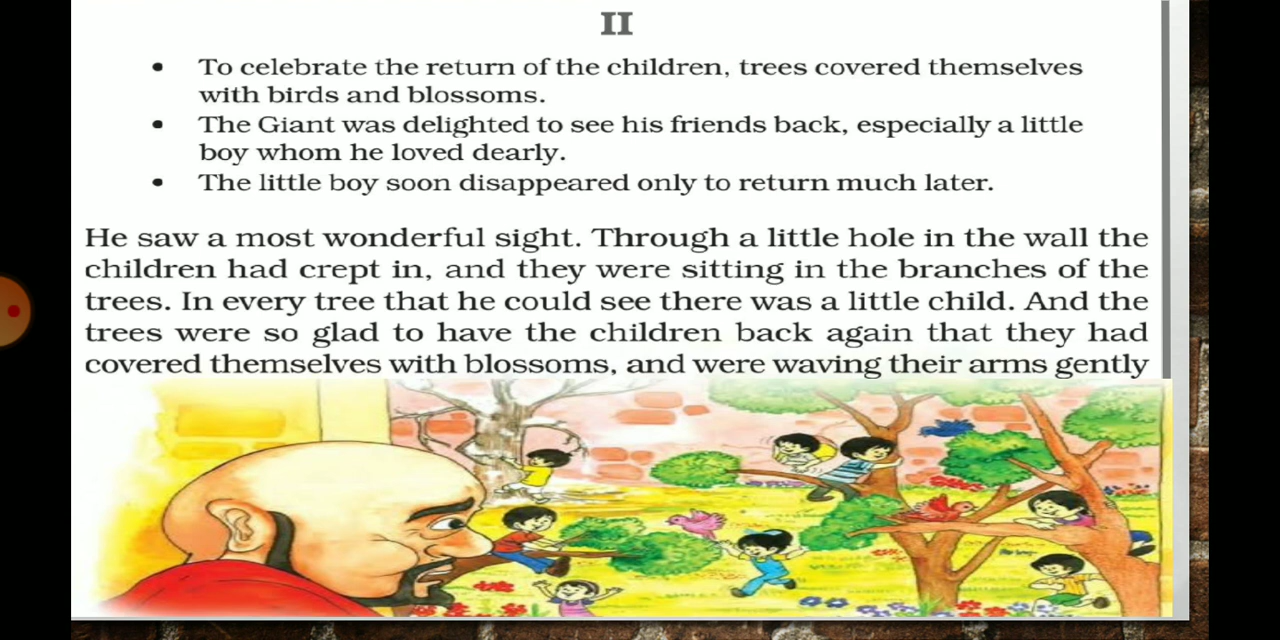 II
• To celebrate the return of the children, trees covered themselves
with birds and blossoms.
• The Giant was delighted to see his friends back, especially a little
boy whom he loved dearly.
• The little boy soon disappeared only to return much later.
He saw a most wonderful sight. Through a little hole in the wall the
children had crept in, and they were sitting in the branches of the
trees. In every tree that he could see there was a little child. And the
trees were so glad to have the children back again that they had
covered themselves with blossoms, and were waving their arms gently